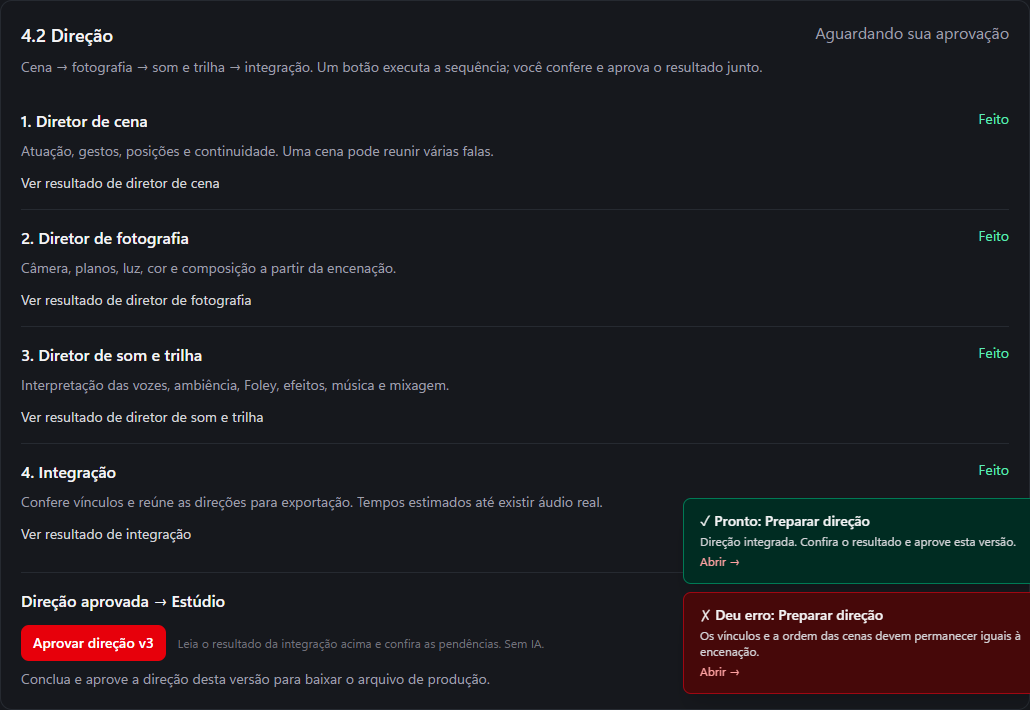 4.2 Direção
Aguardando sua aprovação
Cena → fotografia → som e trilha → integração. Um botão executa a sequência; você confere e aprova o resultado junto.
1. Diretor de cena
Feito
Atuação, gestos, posições e continuidade. Uma cena pode reunir várias falas.
Ver resultado de diretor de cena
2. Diretor de fotografia
Feito
Câmera, planos, luz, cor e composição a partir da encenação.
Ver resultado de diretor de fotografia
3. Diretor de som e trilha
Feito
Interpretação das vozes, ambiência, Foley, efeitos, música e mixagem.
Ver resultado de diretor de som e trilha
4. Integração
Feito
Confere vínculos e reúne as direções para exportação. Tempos estimados até existir áudio real.
Ver resultado de integração
✓ Pronto: Preparar direção
Direção integrada. Confira o resultado e aprove esta versão.
Abrir →
Direção aprovada → Estúdio
Aprovar direção v3
Leia o resultado da integração acima e confira as pendências. Sem IA.
Conclua e aprove a direção desta versão para baixar o arquivo de produção.
✗ Deu erro: Preparar direção
Os vínculos e a ordem das cenas devem permanecer iguais à
encenação.
Abrir →